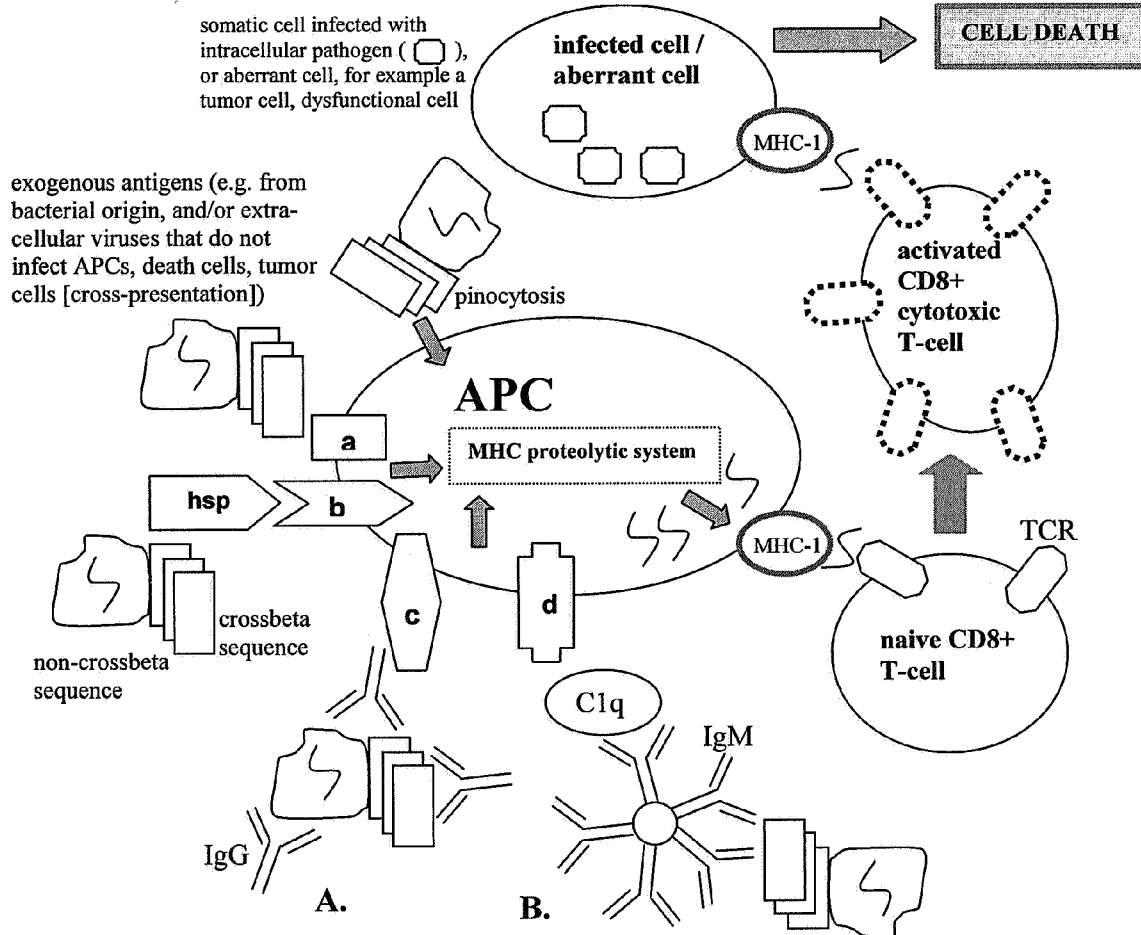 somatic cell infected with
intracellular pathogen ( ),
or aberrant cell, for example a
tumor cell, dysfunctional cell
infected cell /
aberrant cell
CELL DEATH
MHC-1
exogenous antigens (e.g. from
bacterial origin, and/or extra-
cellular viruses that do not
infect APCs, death cells, tumor
cells [cross-presentation])
pinocytosis
activated
CD8+
cytotoxic
T-cell
APC
MHC proteolytic system
a
hsp
b
MHC-1
TCR
c
d
crossbeta
sequence
non-crossbeta
sequence
naive CD8+
T-cell
C1q
IgM
IgG
A.
B.